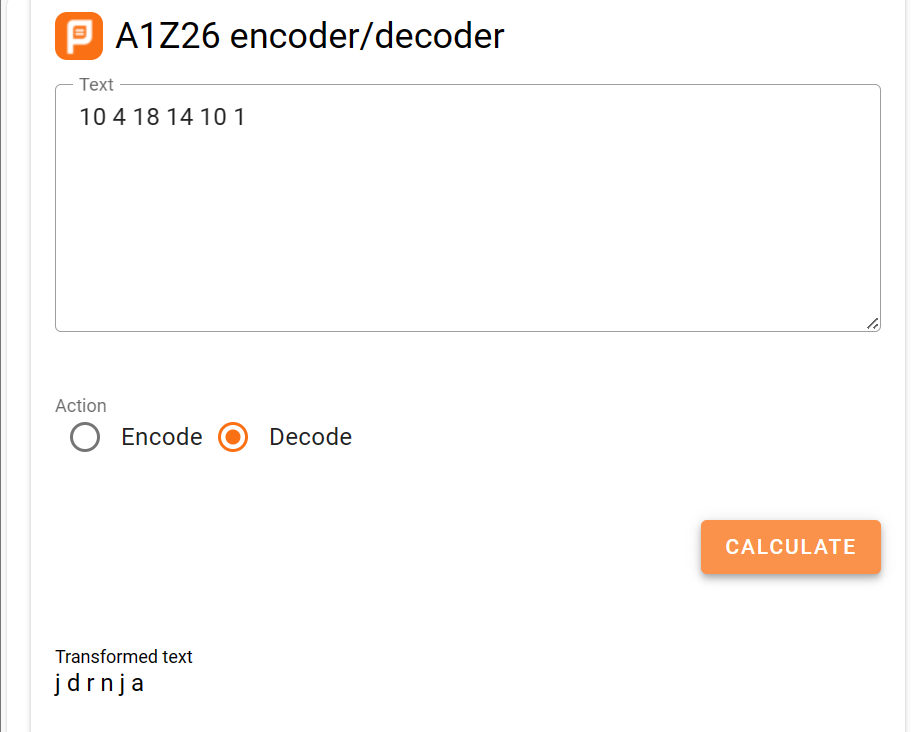 A1Z26 encoder/decoder
Text
10 4 18 14 10 1
Action
Encode Decode
CALCULATE
Transformed text
j d r n j a